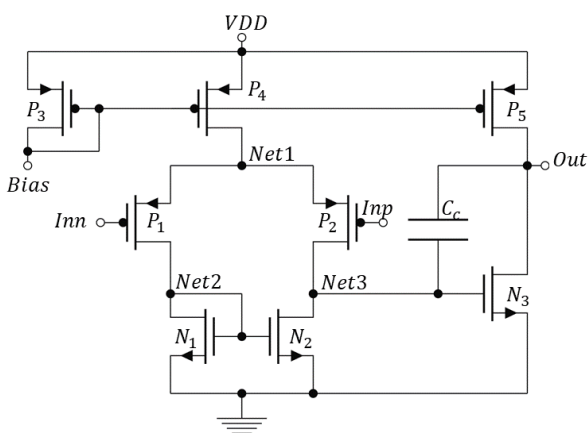 VDD
P3
P4
P5
Bias
Net1
Out
Inn
P1
P2
Inp
Cc
Net2
Net3
N1
N2
N3